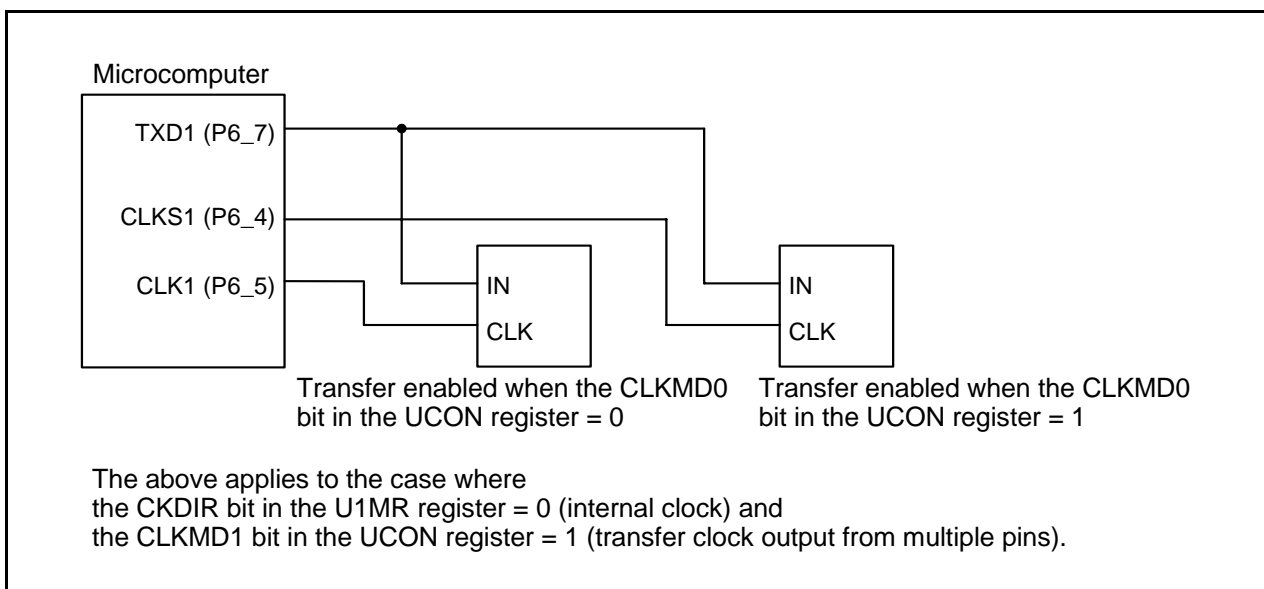 Microcomputer
TXD1 (P6_7)
CLKS1 (P6_4)
CLK1 (P6_5)
IN
CLK
IN
CLK
Transfer enabled when the CLKMD0
bit in the UCON register = 0
Transfer enabled when the CLKMD0
bit in the UCON register = 1
The above applies to the case where
the CKDIR bit in the U1MR register = 0 (internal clock) and
the CLKMD1 bit in the UCON register = 1 (transfer clock output from multiple pins).